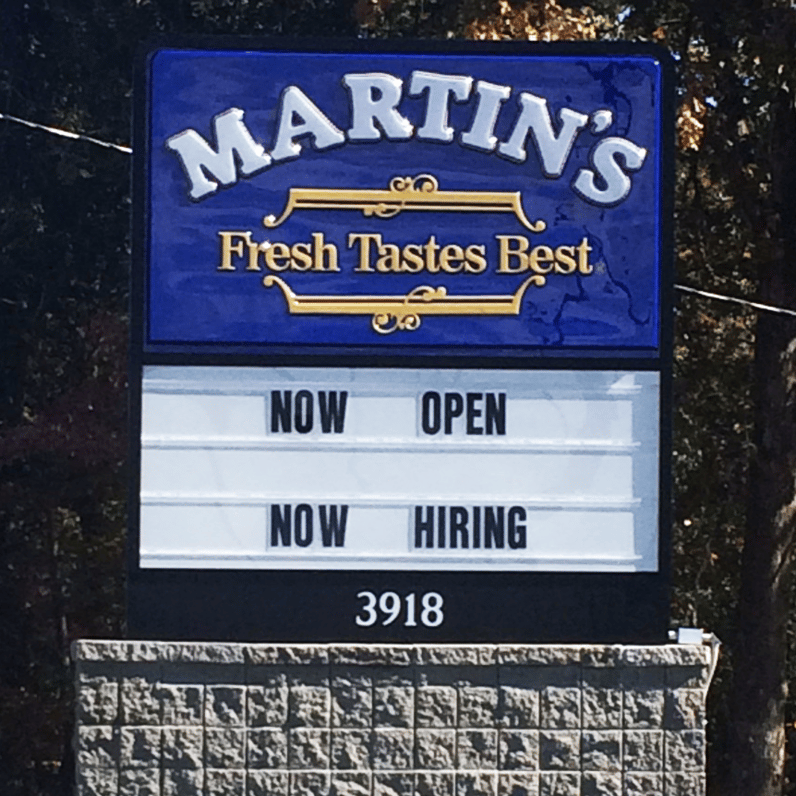 MARTIN'S
Fresh Tastes Best
NOW OPEN
NOW HIRING
3918